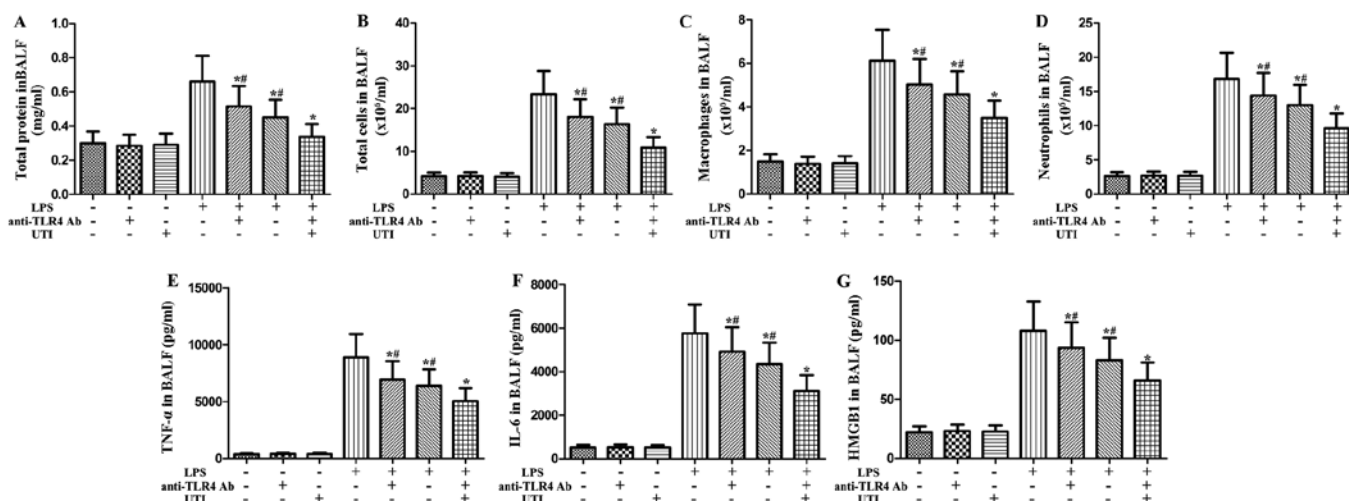 A
Total protein inBALF
(mg/ml)
1.0
0.8
0.6
0.4
0.2
0.0
*#
*#
*
LPS - - - + + + +
anti-TLR4 Ab - + - - + - +
UTI - - + - - - +
B
Total cells in BALF
(x10⁵/ml)
40
30
20
10
0
*#
*#
*
LPS - - - + + + +
anti-TLR4 Ab - + - - + - +
UTI - - + - - - +
C
Macrophages in BALF
(x10⁵/ml)
8
6
4
2
0
*#
*#
*
LPS - - - + + + +
anti-TLR4 Ab - + - - + - +
UTI - - + - - - +
D
Neutrophils in BALF
(x10⁵/ml)
25
20
15
10
5
0
*#
*#
*
LPS - - - + + + +
anti-TLR4 Ab - + - - + - +
UTI - - + - - - +
E
TNF-α in BALF (pg/ml)
15000
10000
5000
0
*#
*#
*
LPS - - - + + + +
anti-TLR4 Ab - + - - + - +
UTI - - + - - - +
F
IL-6 in BALF (pg/ml)
8000
6000
4000
2000
0
*#
*#
*
LPS - - - + + + +
anti-TLR4 Ab - + - - + - +
UTI - - + - - - +
G
HMGB1 in BALF (pg/ml)
150
100
50
0
*#
*#
*
LPS - - - + + + +
anti-TLR4 Ab - + - - + - +
UTI - - + - - - +